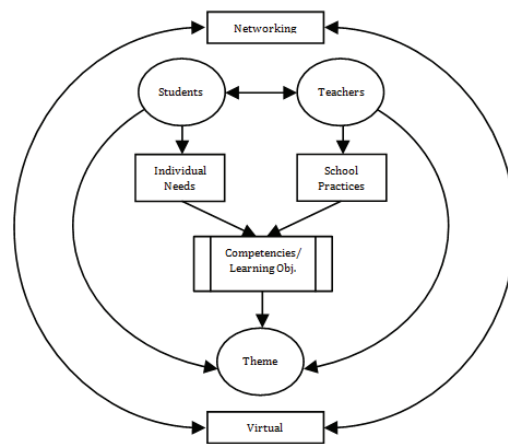 Networking
Students
Teachers
Individual
Needs
School
Practices
Competencies/
Learning Obj.
Theme
Virtual